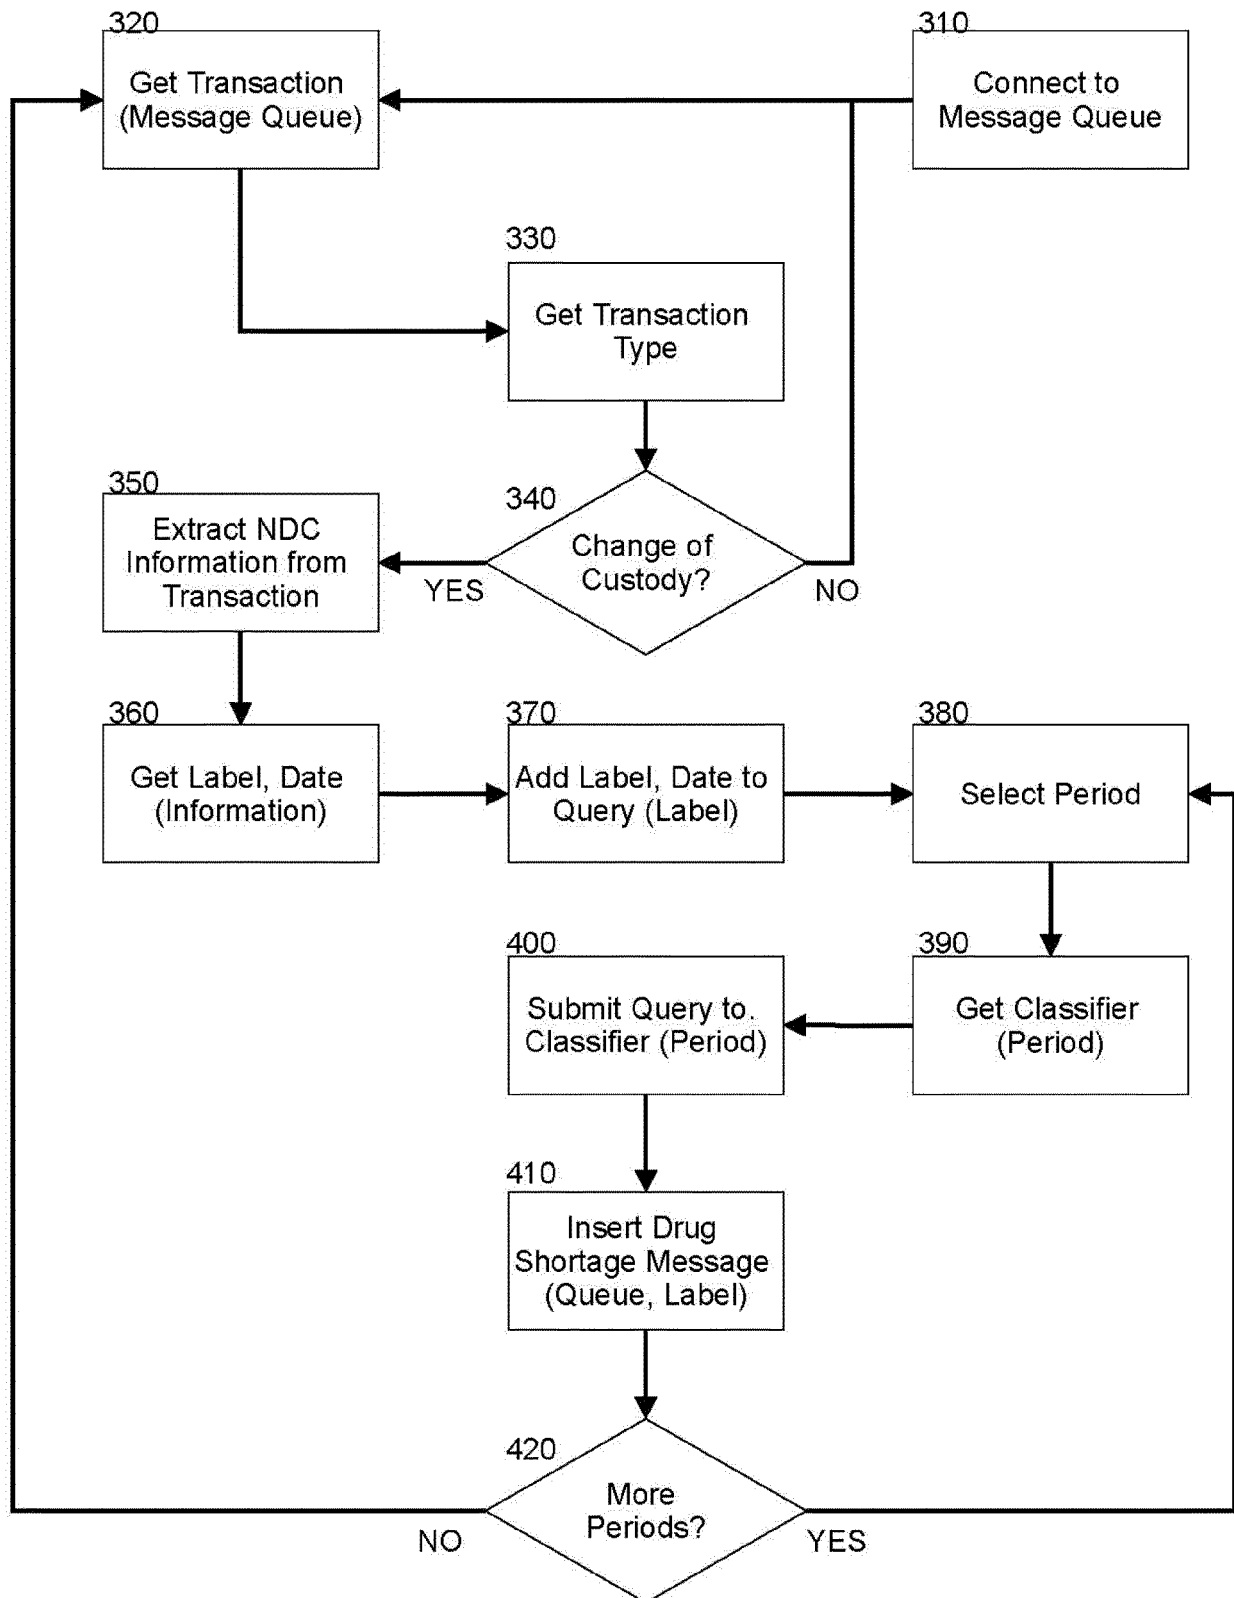 320
Get Transaction
(Message Queue)
310
Connect to
Message Queue
330
Get Transaction
Type
340
Change of
Custody?
YES
NO
350
Extract NDC
Information from
Transaction
360
Get Label, Date
(Information)
370
Add Label, Date to
Query (Label)
380
Select Period
390
Get Classifier
(Period)
400
Submit Query to.
Classifier (Period)
410
Insert Drug
Shortage Message
(Queue, Label)
420
More
Periods?
NO
YES